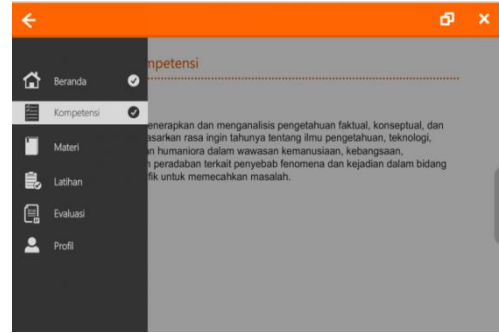 mpetensi
Beranda
Kompetensi
Materi
Latihan
Evaluasi
Profil
enerapkan dan menganalisis pengetahuan faktual, konseptual, dan
asarkan rasa ingin tahunya tentang ilmu pengetahuan, teknologi,
n humaniora dalam wawasan kemanusiaan, kebangsaan,
n peradaban terkait penyebab fenomena dan kejadian dalam bidang
fik untuk memecahkan masalah.